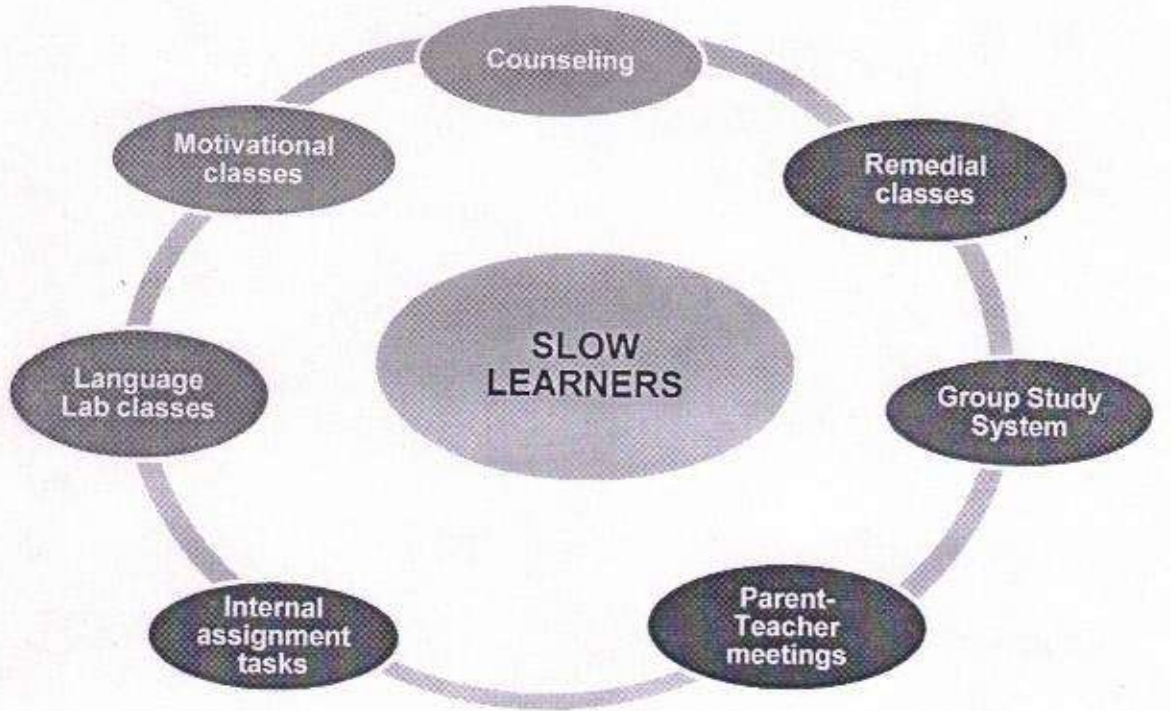 Counseling
Motivational
classes
Remedial
classes
SLOW
LEARNERS
Language
Lab classes
Group Study
System
Internal
assignment
tasks
Parent-
Teacher
meetings